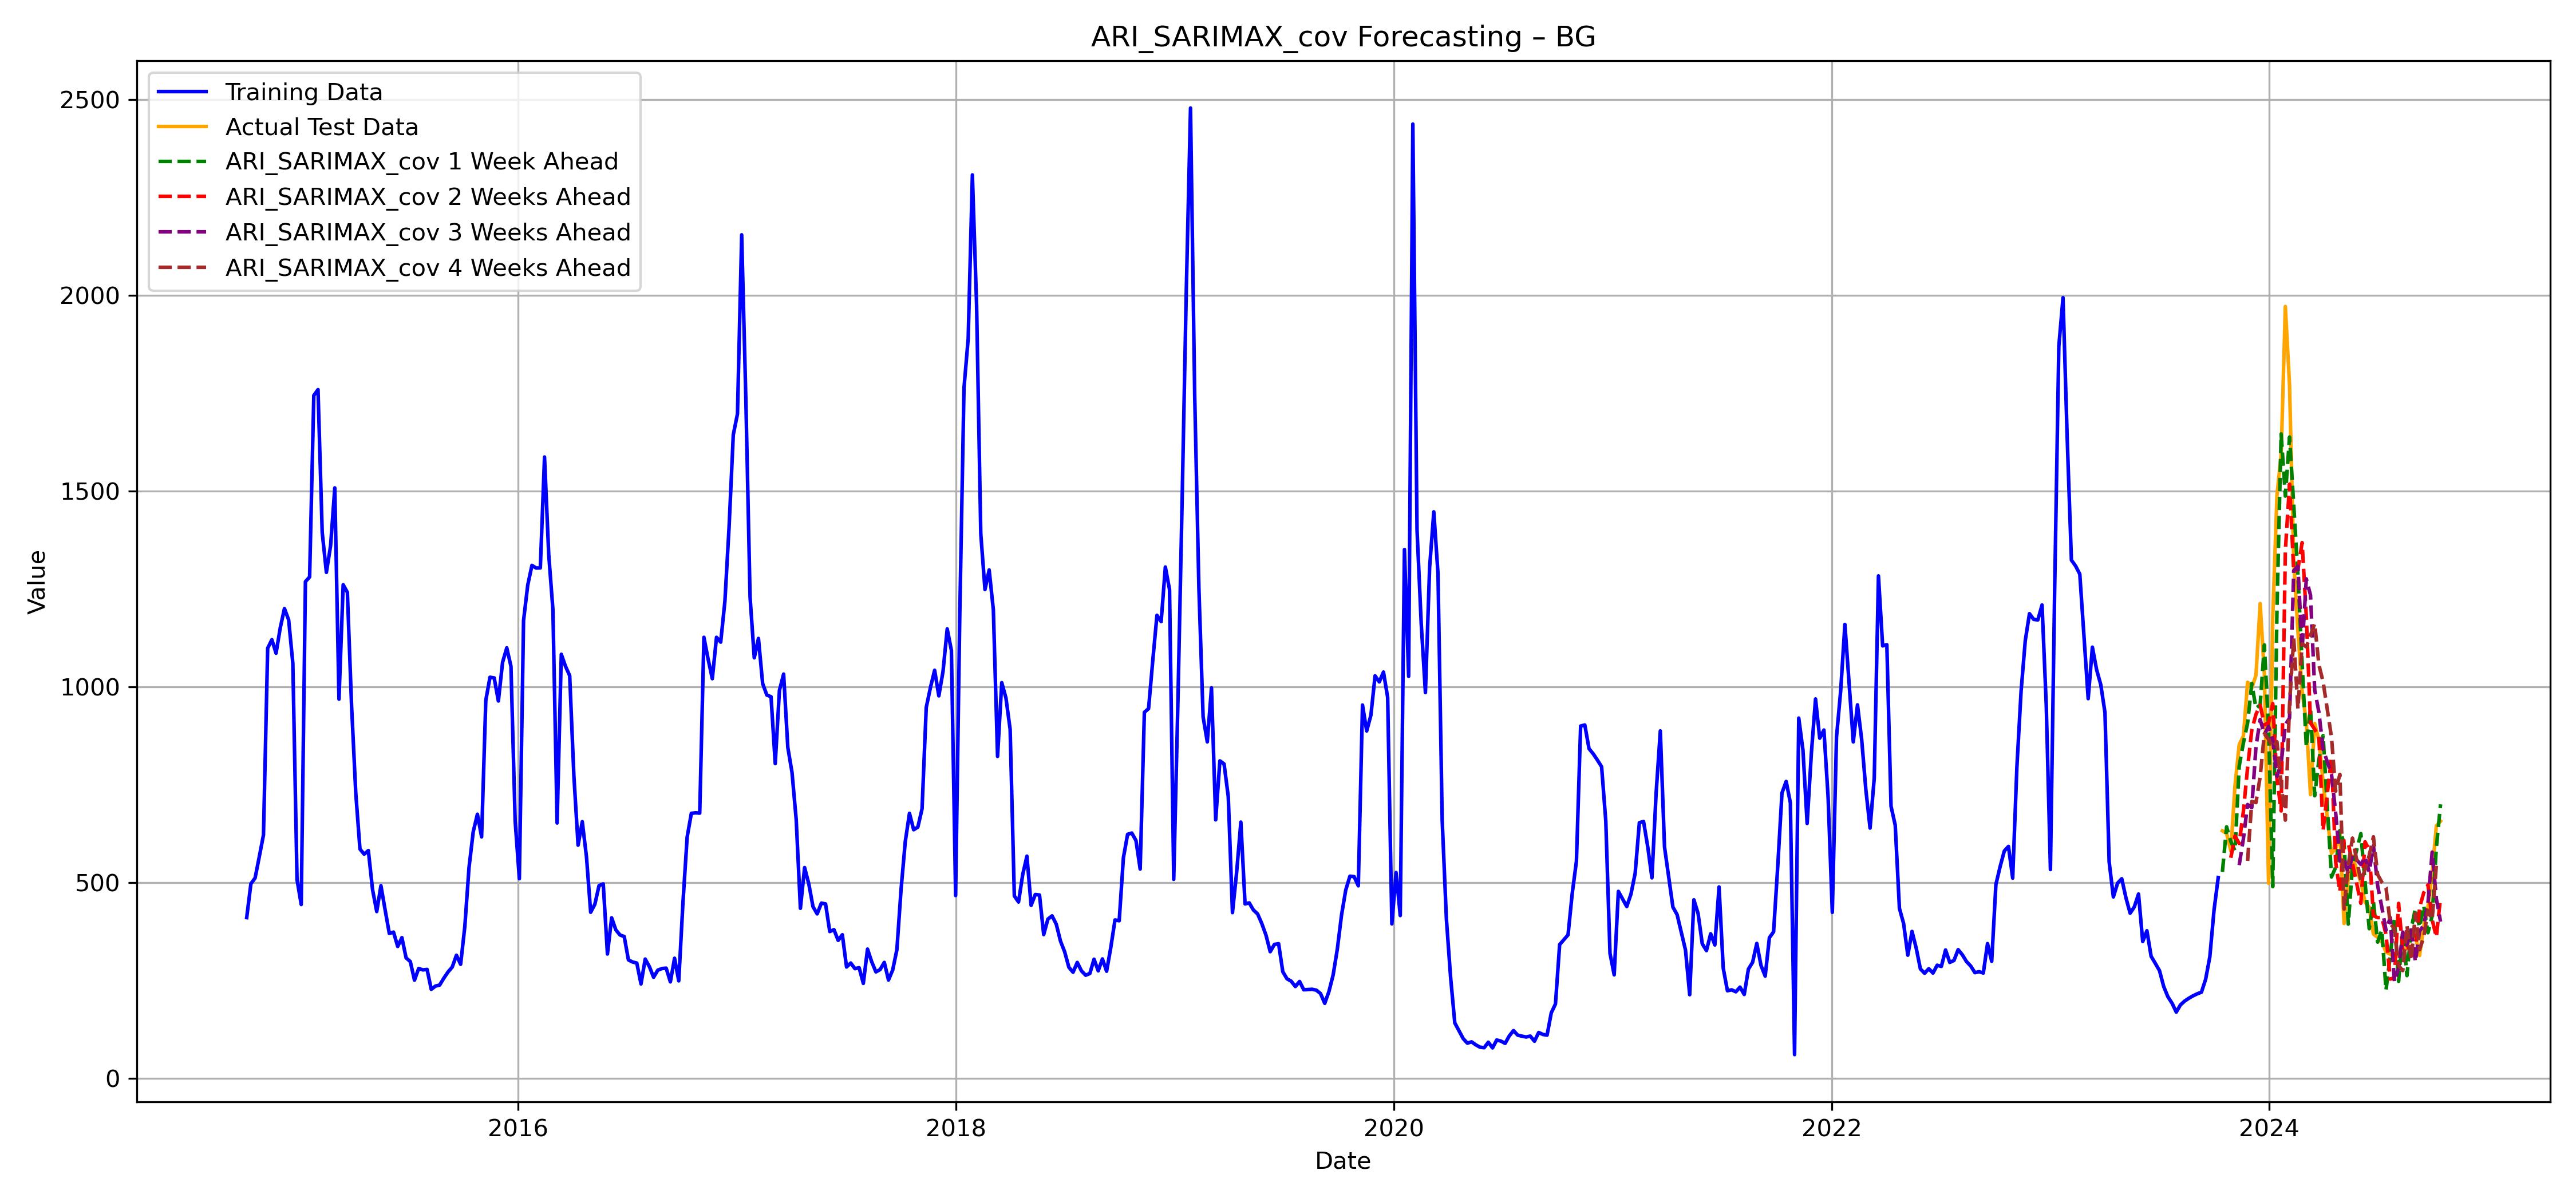 ARI_SARIMAX_cov Forecasting – BG
Training Data
Actual Test Data
ARI_SARIMAX_cov 1 Week Ahead
ARI_SARIMAX_cov 2 Weeks Ahead
ARI_SARIMAX_cov 3 Weeks Ahead
ARI_SARIMAX_cov 4 Weeks Ahead
2500
2000
1500
1000
500
0
Value
2016
2018
2020
2022
2024
Date